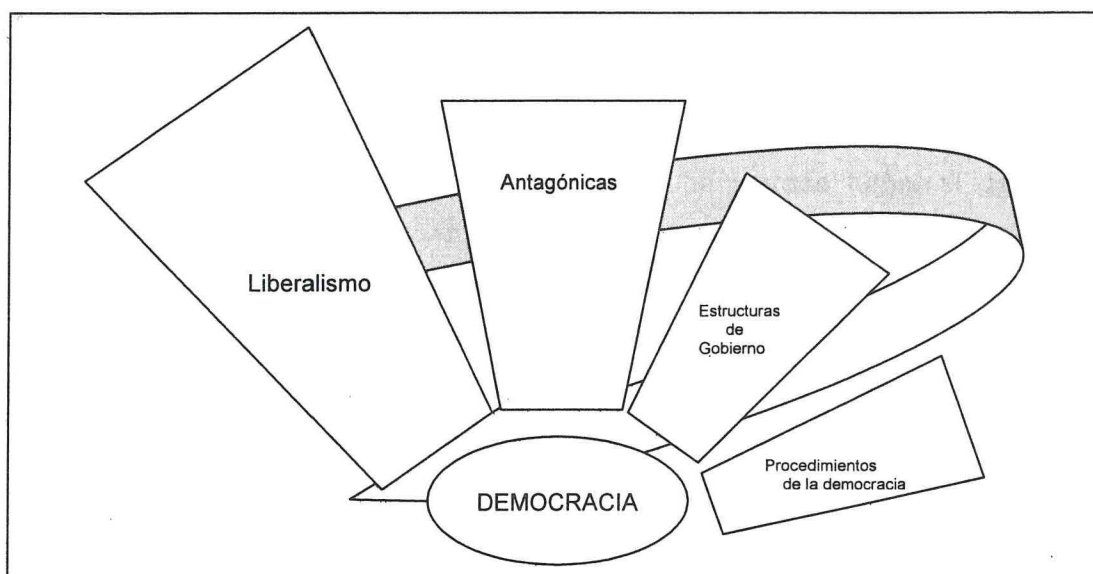 Antagónicas
Liberalismo
Estructuras
de
Gobierno
Procedimientos
de la democracia
DEMOCRACIA